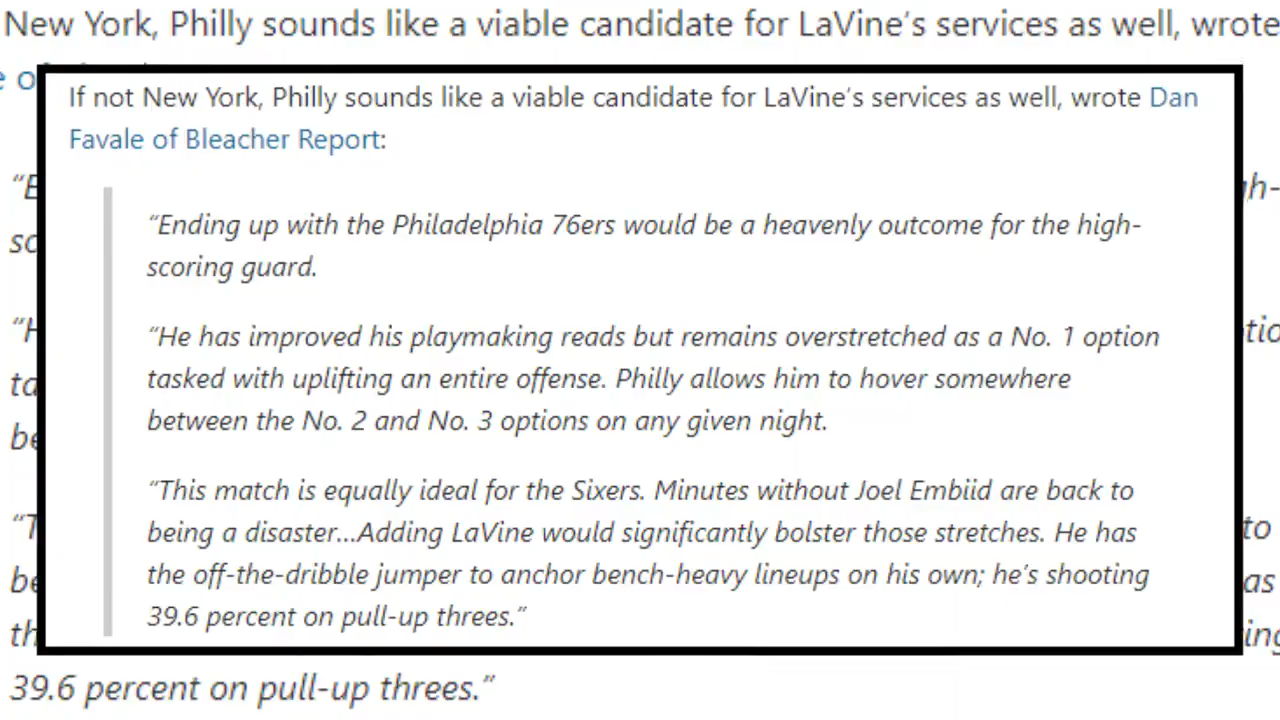 New York, Philly sounds like a viable candidate for LaVine's services as well, wrote
If not New York, Philly sounds like a viable candidate for LaVine's services as well, wrote Dan
Favale of Bleacher Report:
“Ending up with the Philadelphia 76ers would be a heavenly outcome for the high-
scoring guard.
“He has improved his playmaking reads but remains overstretched as a No. 1 option
tasked with uplifting an entire offense. Philly allows him to hover somewhere
between the No. 2 and No. 3 options on any given night.
“This match is equally ideal for the Sixers. Minutes without Joel Embiid are back to
being a disaster...Adding LaVine would significantly bolster those stretches. He has
the off-the-dribble jumper to anchor bench-heavy lineups on his own; he's shooting
39.6 percent on pull-up threes.”
39.6 percent on pull-up threes.”